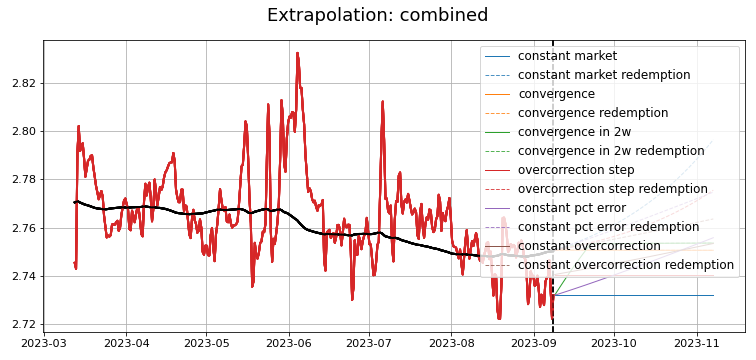 Extrapolation: combined
2.82
2.80
2.78
2.76
2.74
2.72
constant market
constant market redemption
convergence
convergence redemption
convergence in 2w
convergence in 2w redemption
overcorrection step
overcorrection step redemption
constant pct error
constant pct error redemption
constant overcorrection
constant overcorrection redemption
2023-03 2023-04 2023-05 2023-06 2023-07 2023-08 2023-09 2023-10 2023-11